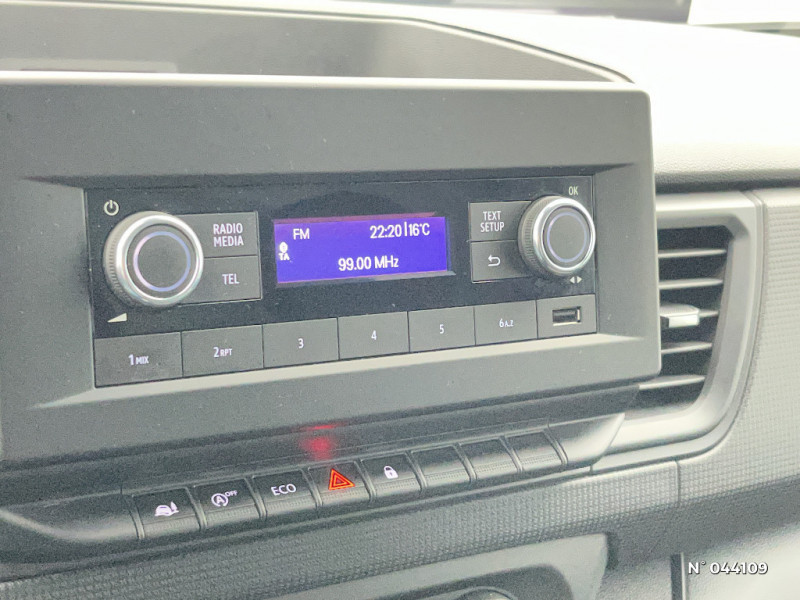 OK
RADIO
MEDIA
TEL
FM
22:20 | 16°C
TA
99.00 MHz
TEXT
SETUP
1 MIX
2 RPT
3
4
5
6 A..Z
A OFF
ECO
N° 044109